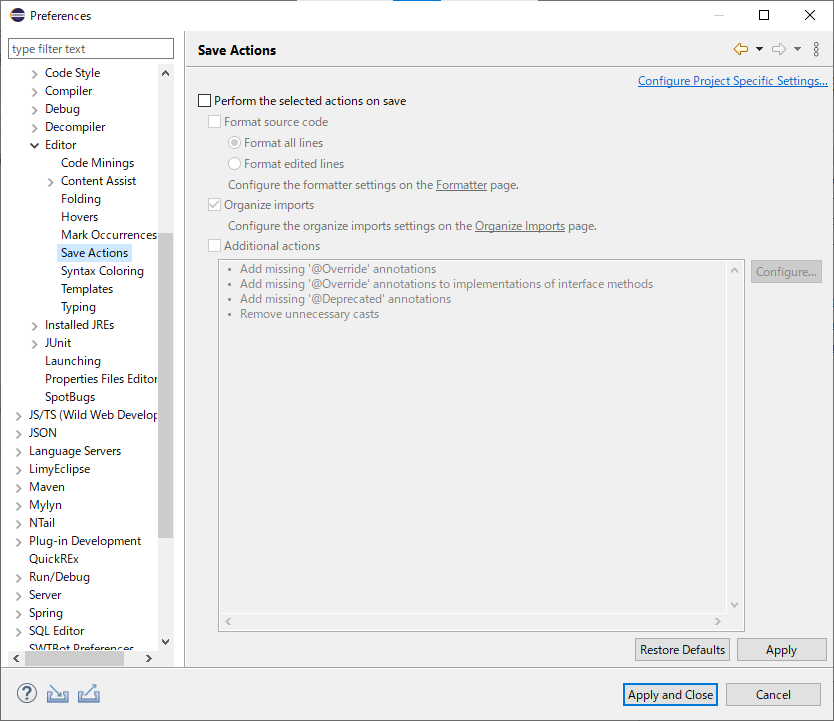 Preferences
type filter text
Code Style
Compiler
Debug
Decompiler
Editor
Code Minings
Content Assist
Folding
Hovers
Mark Occurrences
Save Actions
Syntax Coloring
Templates
Typing
Installed JREs
JUnit
Launching
Properties Files Editor
SpotBugs
JS/TS (Wild Web Develop
JSON
Language Servers
LimyEclipse
Maven
Mylyn
NTail
Plug-in Development
QuickREx
Run/Debug
Server
Spring
SQL Editor
SWTBot Preferences
Save Actions
Configure Project Specific Settings...
Perform the selected actions on save
Format source code
Format all lines
Format edited lines
Configure the formatter settings on the Formatter page.
Organize imports
Configure the organize imports settings on the Organize Imports page.
Additional actions
• Add missing '@Override' annotations
• Add missing '@Override' annotations to implementations of interface methods
• Add missing '@Deprecated' annotations
• Remove unnecessary casts
Configure...
Restore Defaults
Apply
?
Apply and Close
Cancel